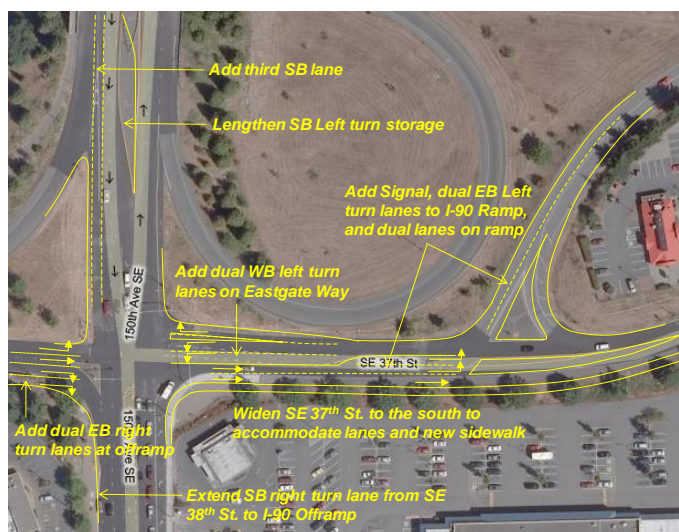 Add third SB lane
Lengthen SB Left turn storage
Add Signal, dual EB Left
turn lanes to I-90 Ramp,
and dual lanes on ramp
150th Ave SE
Add dual WB left turn
lanes on Eastgate Way
SE 37th St
Widen SE 37th St. to the south to
accommodate lanes and new sidewalk
Add dual EB right
turn lanes at offramp
150th Ave SE
Extend SB right turn lane from SE
38th St. to I-90 Offramp